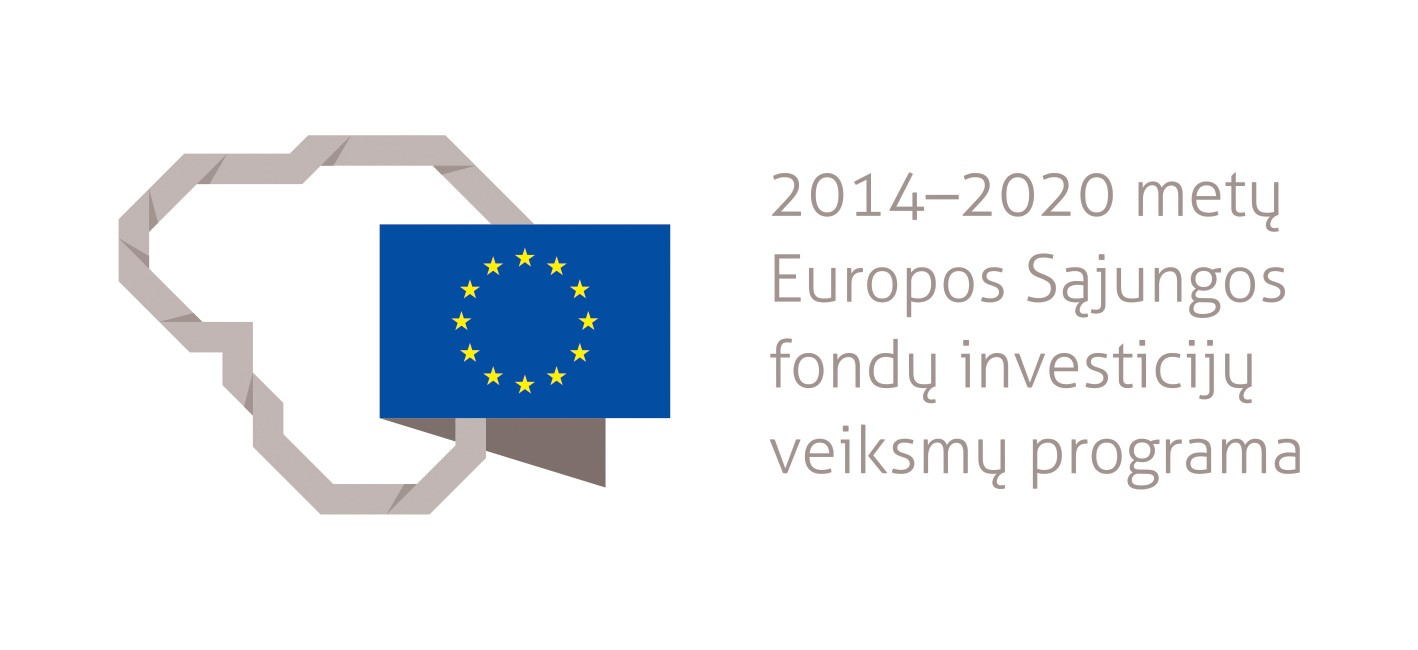 2014–2020 metų
Europos Sąjungos
fondų investicijų
veiksmų programa